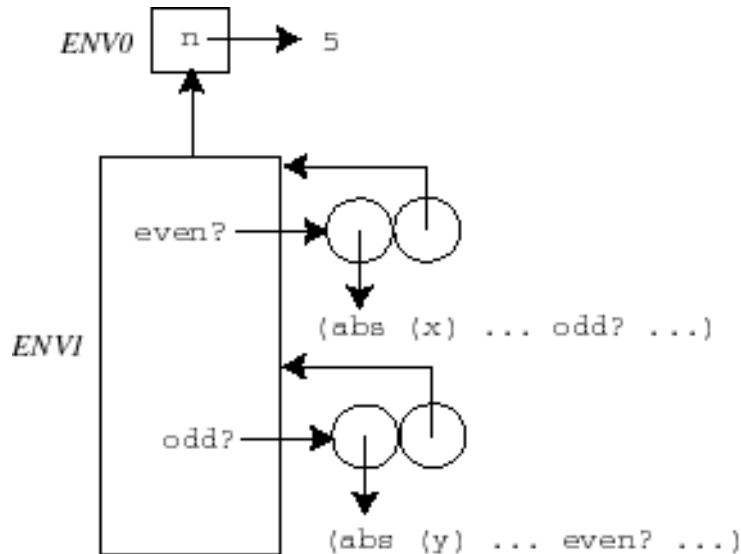 ENV0 n 5
even?
(abs (x) ... odd? ...)
ENV1
odd?
(abs (y) ... even? ...)